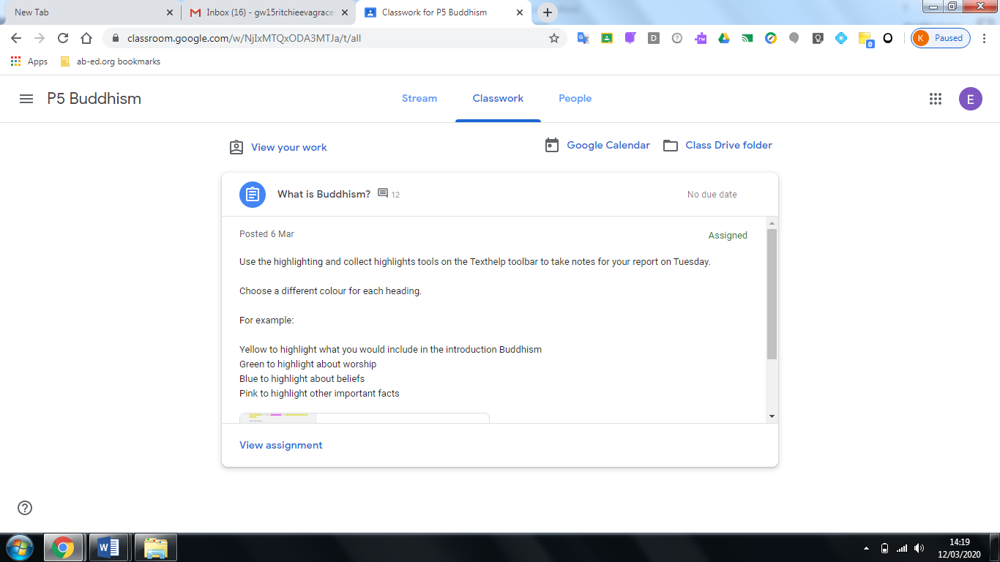 New Tab
Inbox (16) - gw15ritchieevagrace
Classwork for P5 Buddhism
classroom.google.com/w/NjIxMTQxODA3MTJa/t/all
K Paused
Apps
ab-ed.org bookmarks
P5 Buddhism
Stream
Classwork
People
E
View your work
Google Calendar
Class Drive folder
What is Buddhism?
12
No due date
Posted 6 Mar
Assigned
Use the highlighting and collect highlights tools on the Texthelp toolbar to take notes for your report on Tuesday.
Choose a different colour for each heading.
For example:
Yellow to highlight what you would include in the introduction Buddhism
Green to highlight about worship
Blue to highlight about beliefs
Pink to highlight other important facts
View assignment
14:19
12/03/2020